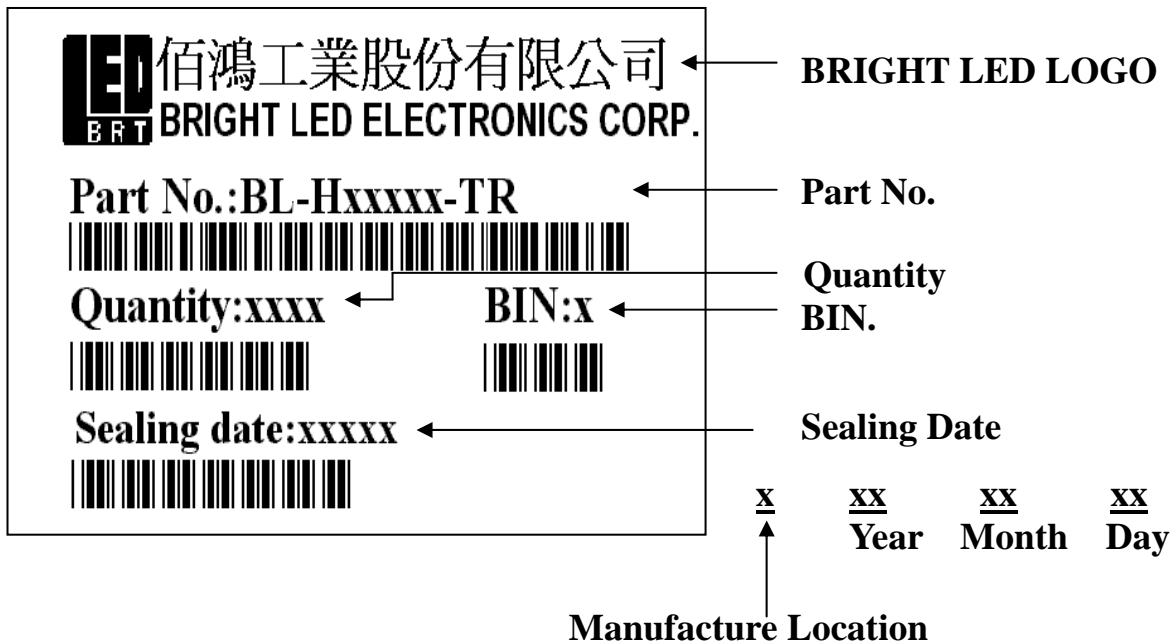 LED 佰鴻工業股份有限公司 BRIGHT LED LOGO
BRT BRIGHT LED ELECTRONICS CORP.
Part No.:BL-Hxxxxx-TR Part No.
Quantity
Quantity:xxxx BIN:x BIN.
Sealing date:xxxxx Sealing Date
x xx xx xx
Year Month Day
Manufacture Location